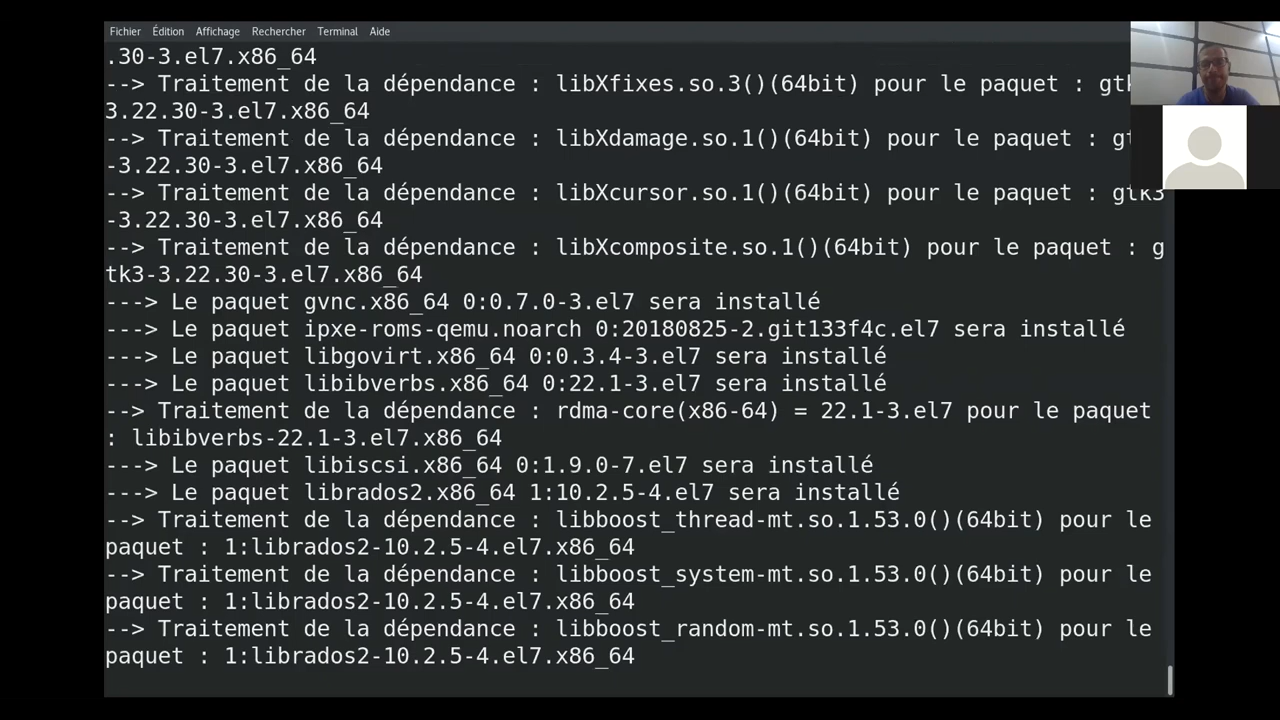 Fichier Édition Affichage Rechercher Terminal Aide
.30-3.el7.x86_64
--> Traitement de la dépendance : libXfixes.so.3()(64bit) pour le paquet :
3.22.30-3.el7.x86_64
--> Traitement de la dépendance : libXdamage.so.1()(64bit) pour le paquet :
-3.22.30-3.el7.x86_64
--> Traitement de la dépendance : libXcursor.so.1()(64bit) pour le paquet : gtk3
-3.22.30-3.el7.x86_64
--> Traitement de la dépendance : libXcomposite.so.1()(64bit) pour le paquet : g
tk3-3.22.30-3.el7.x86_64
---> Le paquet gvnc.x86_64 0:0.7.0-3.el7 sera installé
---> Le paquet ipxe-roms-qemu.noarch 0:20180825-2.git133f4c.el7 sera installé
---> Le paquet libgovirt.x86_64 0:0.3.4-3.el7 sera installé
---> Le paquet libibverbs.x86_64 0:22.1-3.el7 sera installé
--> Traitement de la dépendance : rdma-core(x86-64) = 22.1-3.el7 pour le paquet
: libibverbs-22.1-3.el7.x86_64
---> Le paquet libiscsi.x86_64 0:1.9.0-7.el7 sera installé
---> Le paquet librados2.x86_64 1:10.2.5-4.el7 sera installé
--> Traitement de la dépendance : libboost_thread-mt.so.1.53.0()(64bit) pour le
paquet : 1:librados2-10.2.5-4.el7.x86_64
--> Traitement de la dépendance : libboost_system-mt.so.1.53.0()(64bit) pour le
paquet : 1:librados2-10.2.5-4.el7.x86_64
--> Traitement de la dépendance : libboost_random-mt.so.1.53.0()(64bit) pour le
paquet : 1:librados2-10.2.5-4.el7.x86_64